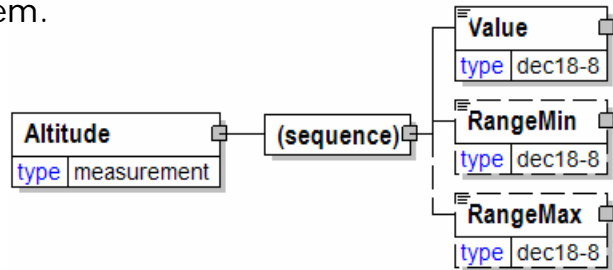 em.
Value
type dec18-8
Altitude
type measurement
(sequence)
RangeMin
type dec18-8
RangeMax
type dec18-8